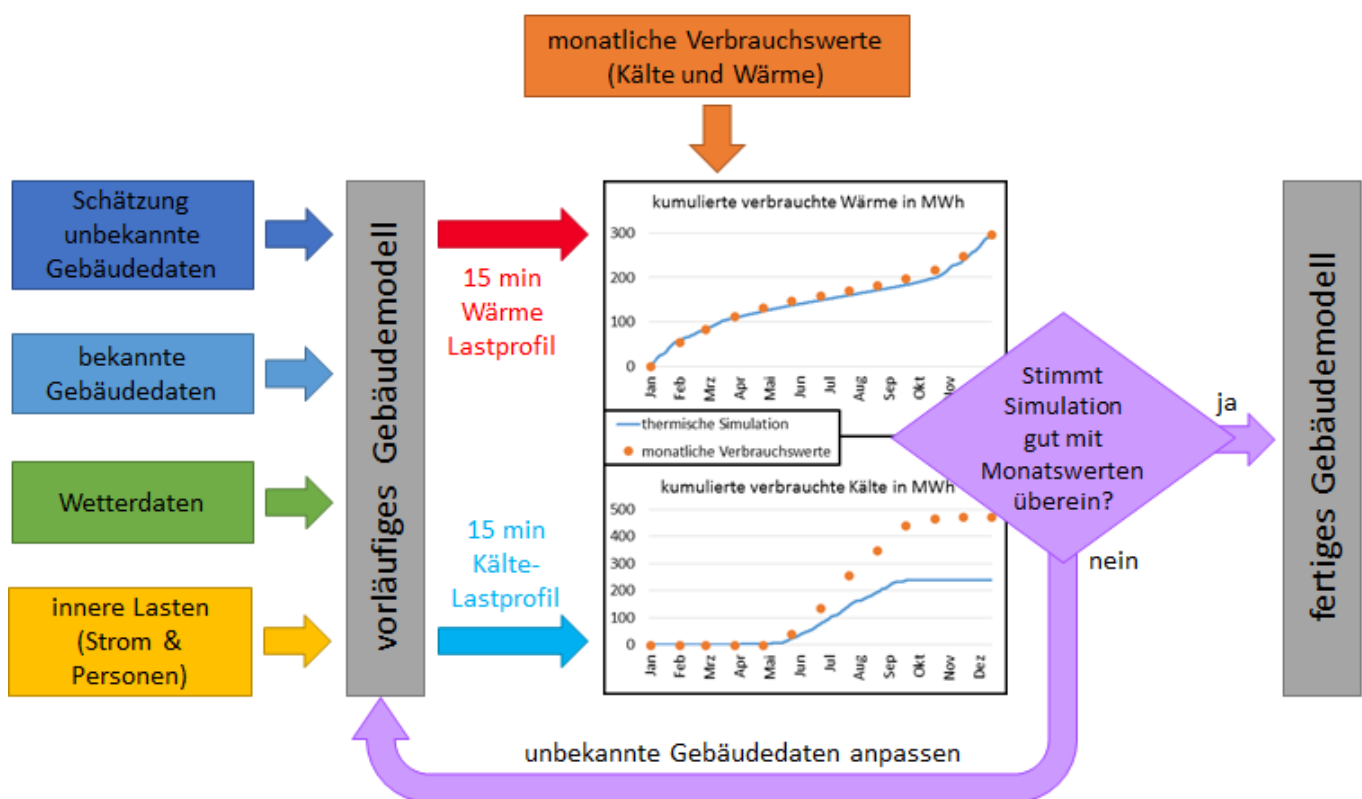 monatliche Verbrauchswerte
(Kälte und Wärme)
Schätzung
unbekannte
Gebäudedaten
bekannte
Gebäudedaten
Wetterdaten
innere Lasten
(Strom &
Personen)
vorläufiges Gebäudemodell
15 min
Wärme
Lastprofil
15 min
Kälte-
Lastprofil
kumulierte verbrauchte Wärme in MWh
300
200
100
0
Jan
Feb
Mrz
Apr
Mai
Jun
Jul
Aug
Sep
Okt
thermische Simulation
monatliche Verbrauchswerte
kumulierte verbrauchte Kälte in MWh
500
400
300
200
100
0
Jan
Feb
Mrz
Apr
Mai
Jun
Jul
Aug
Sep
Okt
Nov
Dez
Stimmt
Simulation
gut mit
Monatswerten
überein?
ja
nein
unbekannte Gebäudedaten anpassen
fertiges Gebäudemodell